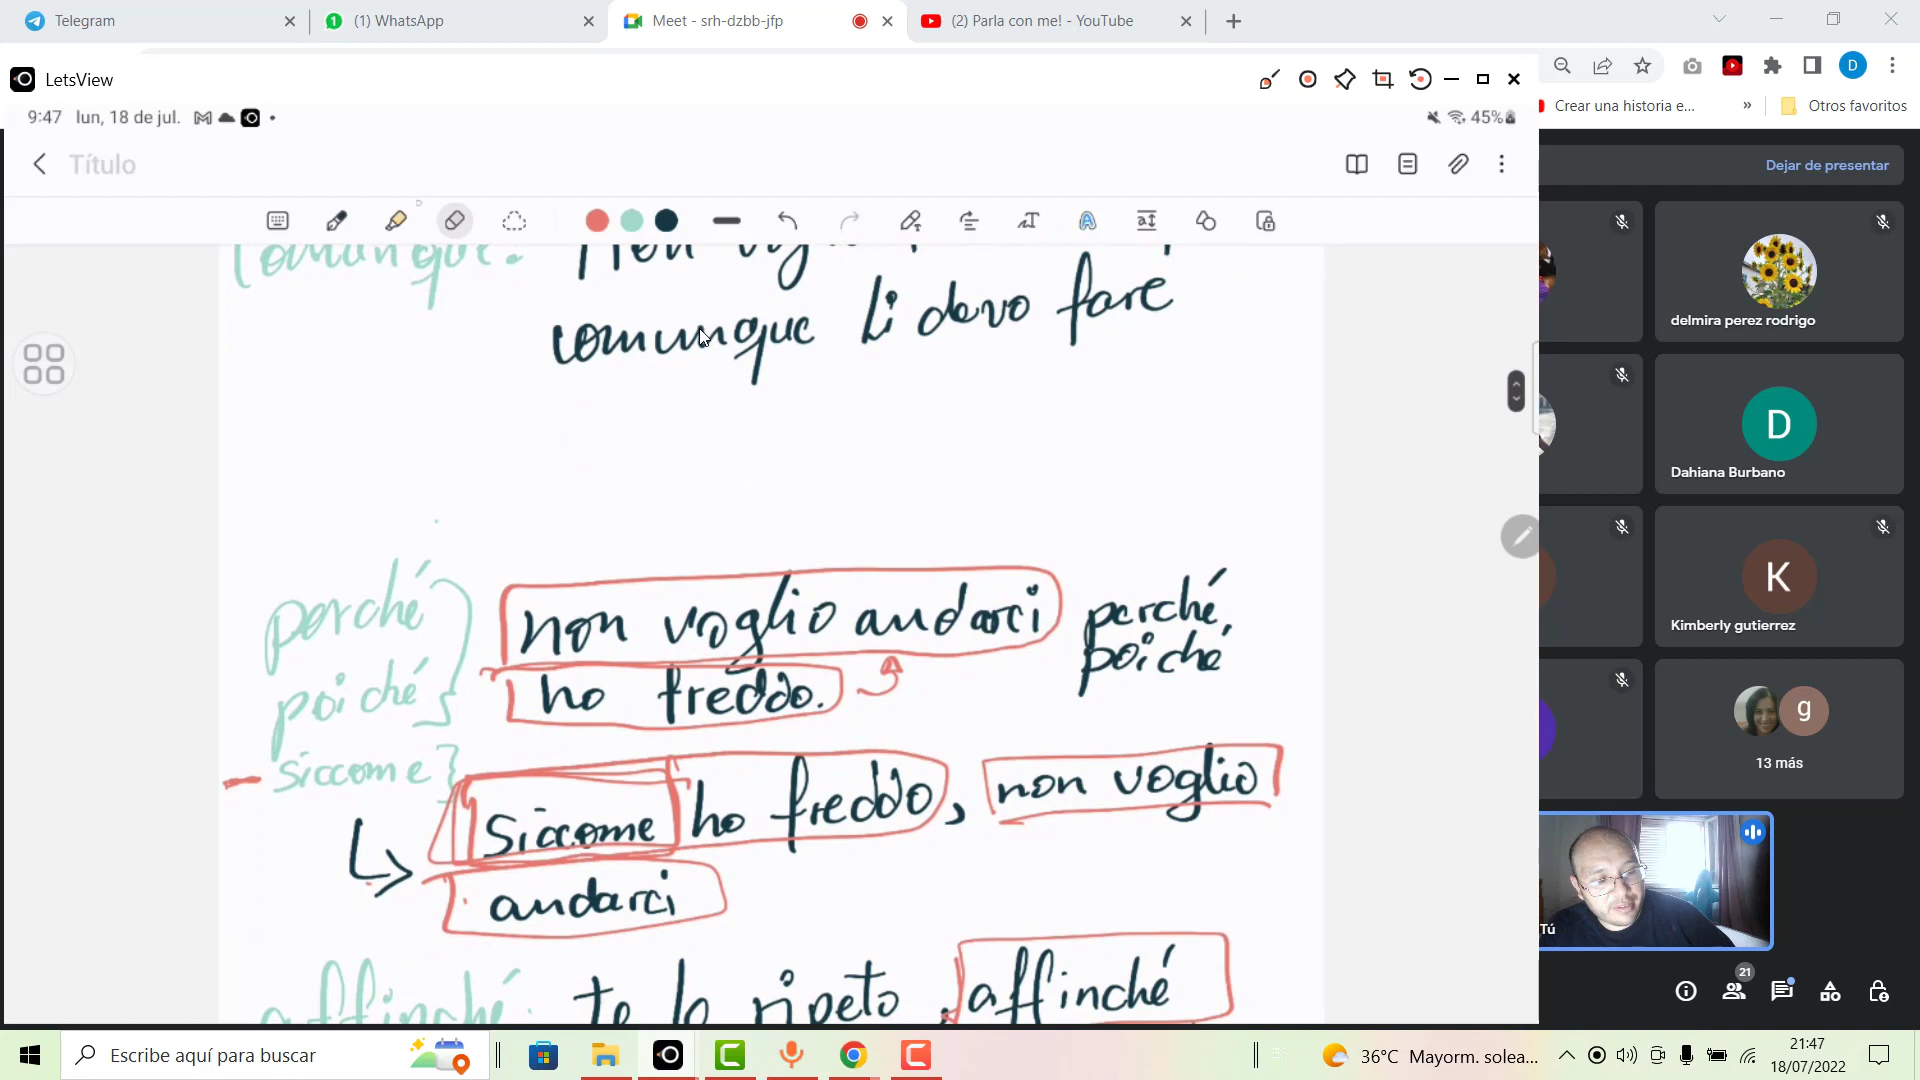 Telegram
(1) WhatsApp
Meet - srh-dzbb-jfp
(2) Parla con me! - YouTube
LetsView
Crear una historia e...
»
Otros favoritos
9:47 lun, 18 de jul.
45%
Título
Dejar de presentar
comunque: Non
comunque li devo fare
perché
poiché
siccome
non voglio andarci perché,
poiché
ho freddo.
Siccome ho freddo, non voglio
andarci
affinché te lo ripeto, affinché
delmira perez rodrigo
D
Dahiana Burbano
K
Kimberly gutierrez
g
13 más
Tú
21
Escribe aquí para buscar
36°C Mayorm. solea...
21:47
18/07/2022